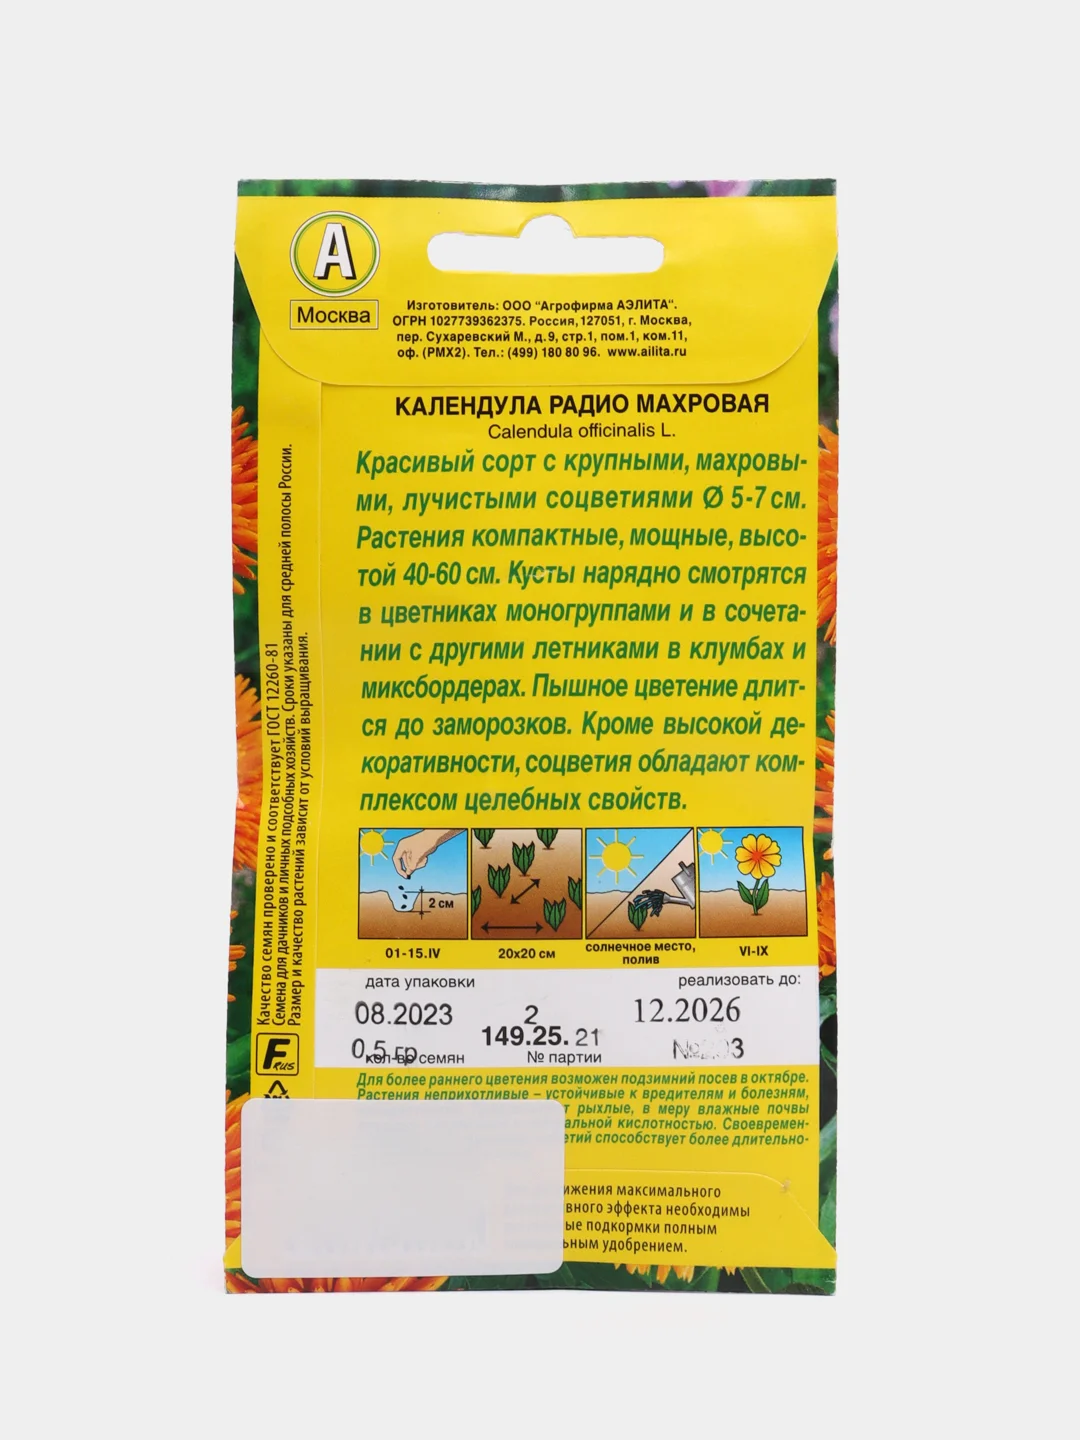 А
Москва
Изготовитель: ООО "Агрофирма АЭЛИТА".
ОГРН 1027739362375. Россия, 127051, г. Москва,
пер. Сухаревский М., д.9, стр.1, пом.1, ком.11,
оф. (РМХ2). Тел.: (499) 180 80 96. www.ailita.ru
КАЛЕНДУЛА РАДИО МАХРОВАЯ
Calendula officinalis L.
Красивый сорт с крупными, махровы-
ми, лучистыми соцветиями Ø 5-7 см.
Растения компактные, мощные, высо-
той 40-60 см. Кусты нарядно смотрятся
в цветниках моногруппами и в сочета-
нии с другими летниками в клумбах и
миксбордерах. Пышное цветение длит-
ся до заморозков. Кроме высокой де-
коративности, соцветия обладают ком-
плексом целебных свойств.
Качество семян проверено и соответствует ГОСТ 12260-81
Семена для дачников и личных подсобных хозяйств. Сроки указаны для средней полосы России.
Размер и качество растений зависит от условий выращивания.
2 см
01-15.IV
20х20 см
солнечное место,
полив
VI-IX
дата упаковки
реализовать до:
08.2023
2
12.2026
149.25. 21
0,5 гр
кол-во семян
№ партии
F RUS
Для более раннего цветения возможен подзимний посев в октябре.
Растения неприхотливые – устойчивые к вредителям и болезням,
т рыхлые, в меру влажные почвы
альной кислотностью. Своевремен-
етий способствует более длительно-
ижения максимального
вного эффекта необходимы
ые подкормки полным
ьным удобрением.